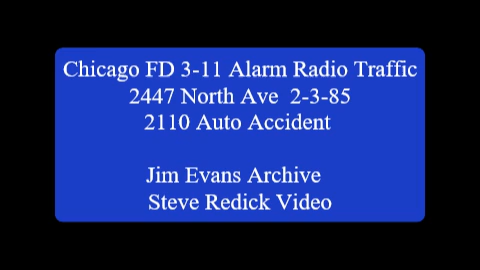 Chicago FD 3-11 Alarm Radio Traffic
2447 North Ave 2-3-85
2110 Auto Accident
Jim Evans Archive
Steve Redick Video